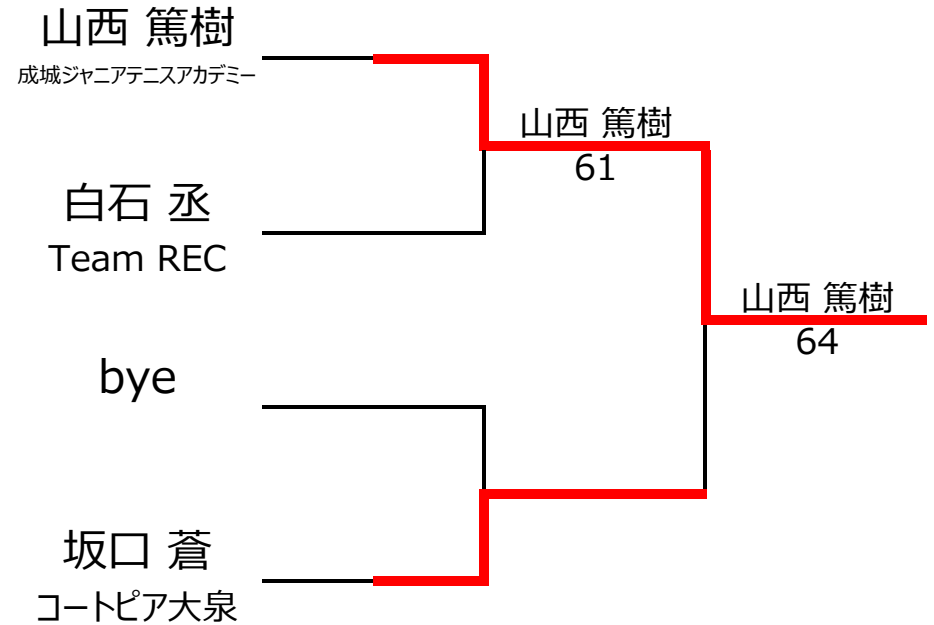 山西 篤樹
成城ジャニアテニスアカデミー
山西 篤樹
61
白石 丞
Team REC
山西 篤樹
64
bye
坂口 蒼
コートピア大泉